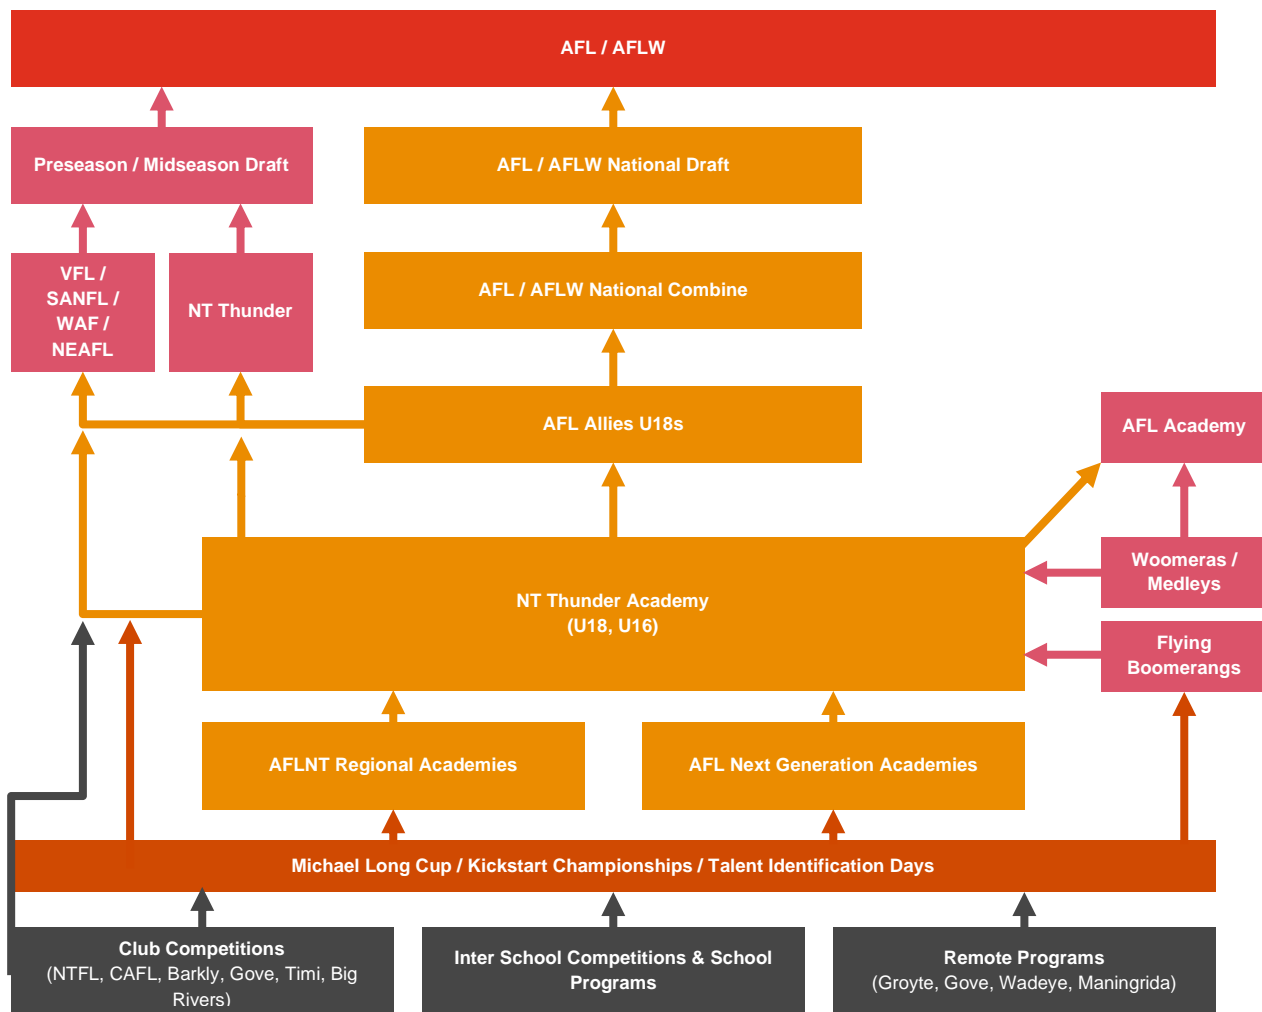 AFL / AFLW
Preseason / Midseason Draft
AFL / AFLW National Draft
VFL /
SANFL /
WAF /
NEAFL
NT Thunder
AFL / AFLW National Combine
AFL Allies U18s
AFL Academy
NT Thunder Academy
(U18, U16)
Woomeras /
Medleys
Flying
Boomerangs
AFLNT Regional Academies
AFL Next Generation Academies
Michael Long Cup / Kickstart Championships / Talent Identification Days
Club Competitions
(NTFL, CAFL, Barkly, Gove, Timi, Big
Rivers)
Inter School Competitions & School
Programs
Remote Programs
(Groyte, Gove, Wadeye, Maningrida)